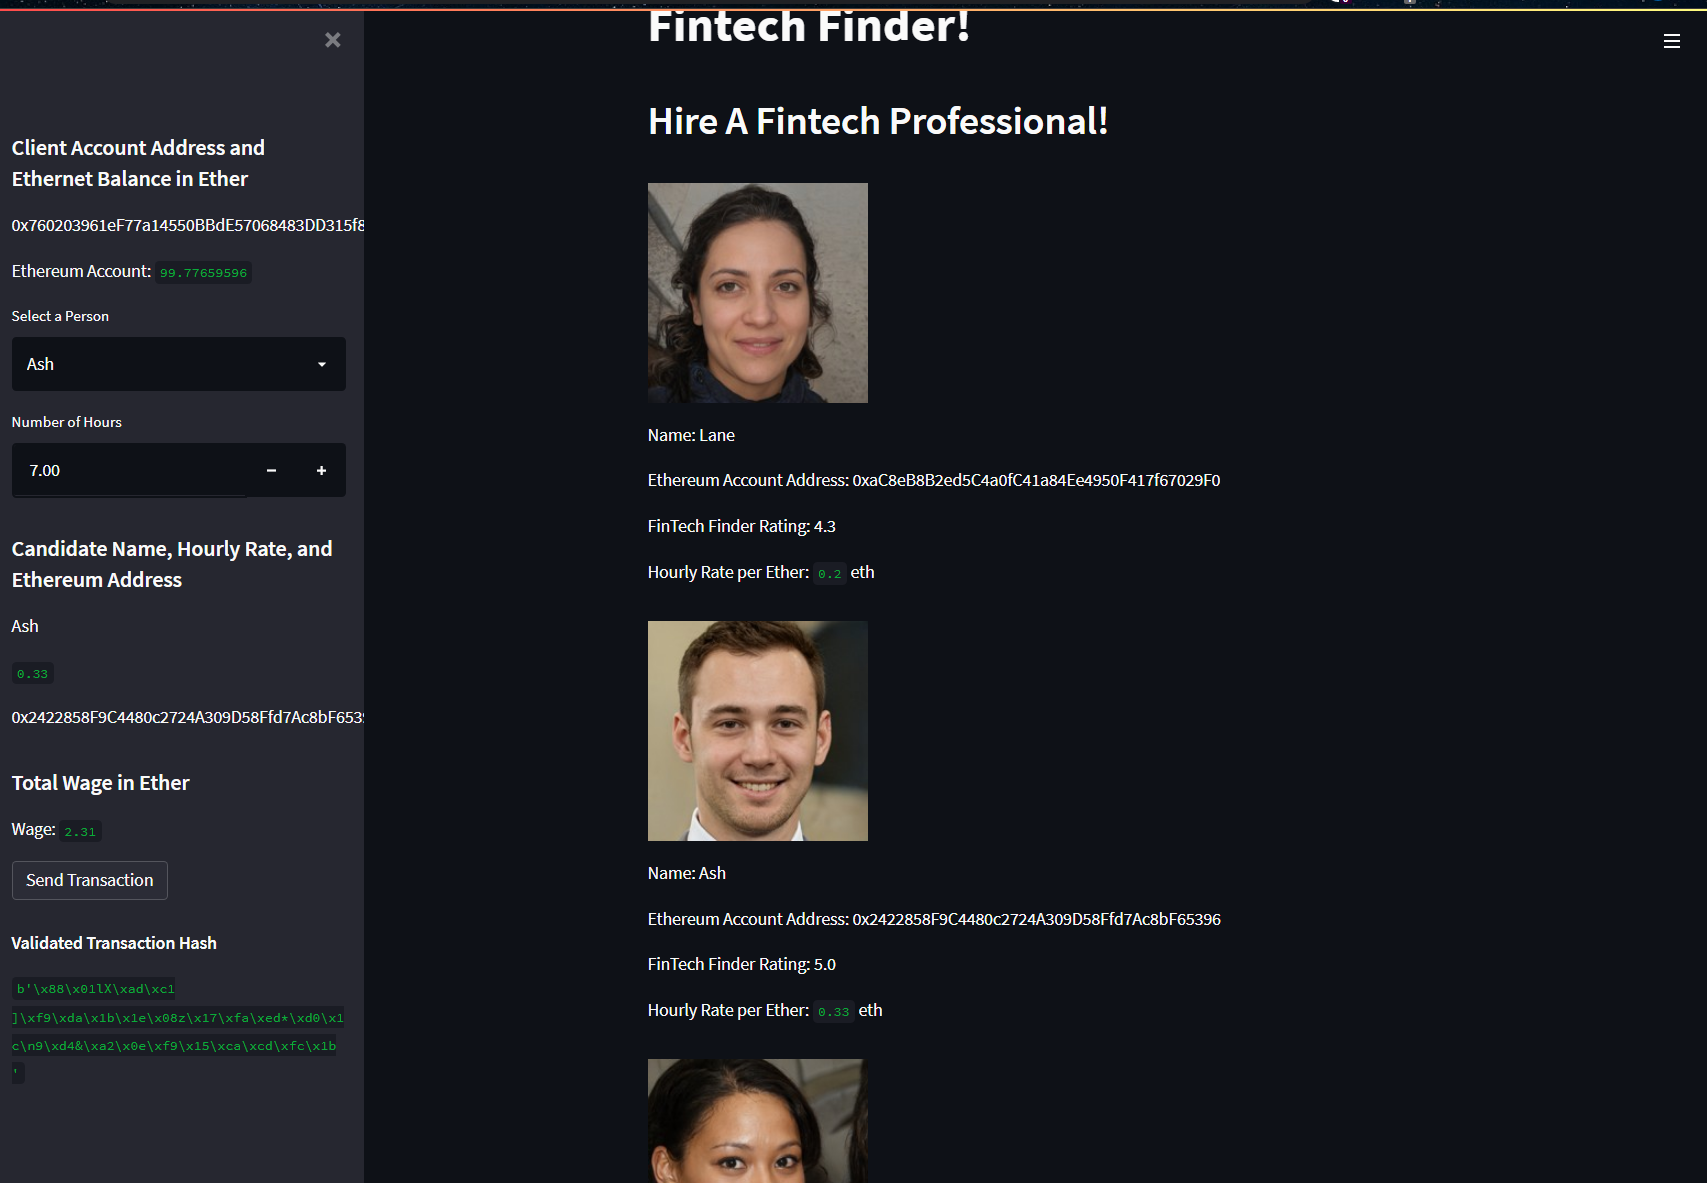 Client Account Address and
Ethernet Balance in Ether
0x760203961eF77a14550BBdE57068483DD315f8
Ethereum Account: 99.77659596
Select a Person
Ash
Number of Hours
7.00
Candidate Name, Hourly Rate, and
Ethereum Address
Ash
0.33
0x2422858F9C4480c2724A309D58Ffd7Ac8bF6539
Total Wage in Ether
Wage: 2.31
Send Transaction
Validated Transaction Hash
b'\x88\x01lX\xad\xc1
]\xf9\xda\x1b\x1e\x08z\x17\xfa\xed*\xd0\x1
c\n9\xd4&\xa2\x0e\xf9\x15\xca\xcd\xfc\x1b
'
Fintech Finder!
Hire A Fintech Professional!
Name: Lane
Ethereum Account Address: 0xaC8eB8B2ed5C4a0fC41a84Ee4950F417f67029F0
FinTech Finder Rating: 4.3
Hourly Rate per Ether: 0.2 eth
Name: Ash
Ethereum Account Address: 0x2422858F9C4480c2724A309D58Ffd7Ac8bF65396
FinTech Finder Rating: 5.0
Hourly Rate per Ether: 0.33 eth